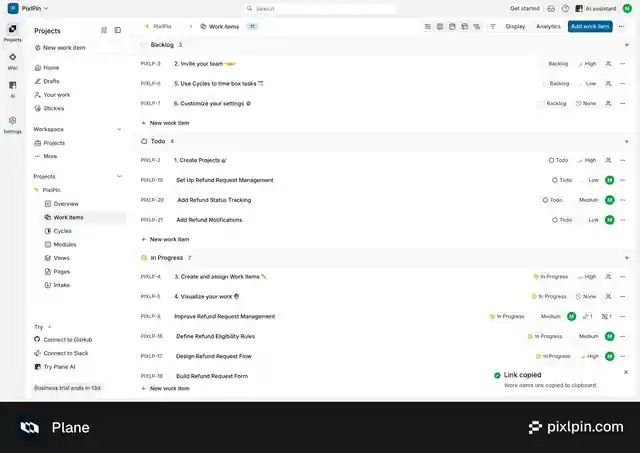 PixlPin
Search
Get started
AI assistant
M
Projects
Wiki
AI
Settings
Projects
New work item
Home
Drafts
Your work
Stickies
Workspace
Projects
More
Projects
PixlPin
Overview
Work items
Cycles
Modules
Views
Pages
Intake
Try
Connect to GitHub
Connect to Slack
Try Plane AI
Business trial ends in 13d
PixlPin > Work items
Display Analytics Add work item
Backlog 3
PIXLP-3 2. Invite your team Backlog High
PIXLP-6 5. Use Cycles to time box tasks Backlog Low
PIXLP-7 6. Customize your settings Backlog None
New work item
Todo 4
PIXLP-2 1. Create Projects Todo High
PIXLP-19 Set Up Refund Request Management Todo Low M
PIXLP-20 Add Refund Status Tracking Todo Medium M
PIXLP-21 Add Refund Notifications Todo Low M
New work item
In Progress 7
PIXLP-4 3. Create and assign Work Items In Progress High
PIXLP-5 4. Visualize your work In Progress None
Improve Refund Request Management In Progress Medium M 1 1
PIXLP-16 Define Refund Eligibility Rules In Progress Medium M
PIXLP-17 Design Refund Request Flow In Progress High M
PIXLP-18 Build Refund Request Form
New work item
Link copied
Work items link copied to clipboard
Plane
pixlpin.com